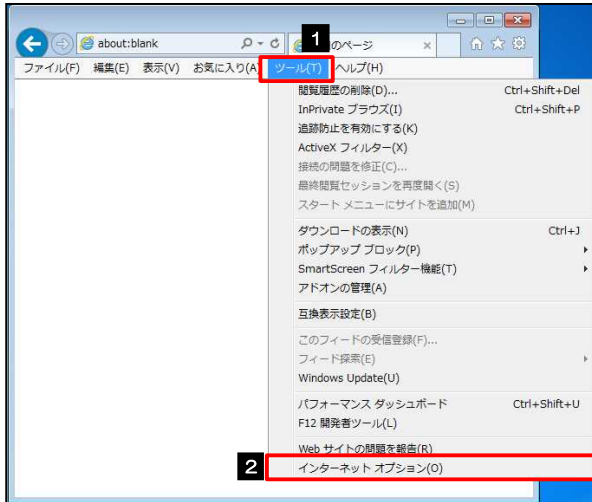 1
about:blank
のページ
ファイル(F) 編集(E) 表示(V) お気に入り(A) ツール(T) ヘルプ(H)
閲覧履歴の削除(D)... Ctrl+Shift+Del
InPrivate ブラウズ(I) Ctrl+Shift+P
追跡防止を有効にする(K)
ActiveX フィルター(X)
接続の問題を修正(C)...
最終閲覧セッションを再度開く(S)
スタート メニューにサイトを追加(M)
ダウンロードの表示(N) Ctrl+J
ポップアップ ブロック(P)
SmartScreen フィルター機能(T)
アドオンの管理(A)
互換表示設定(B)
このフィードの受信登録(F)...
フィード探索(E)
Windows Update(U)
パフォーマンス ダッシュボード Ctrl+Shift+U
F12 開発者ツール(L)
Web サイトの問題を報告(R)
2 インターネット オプション(O)